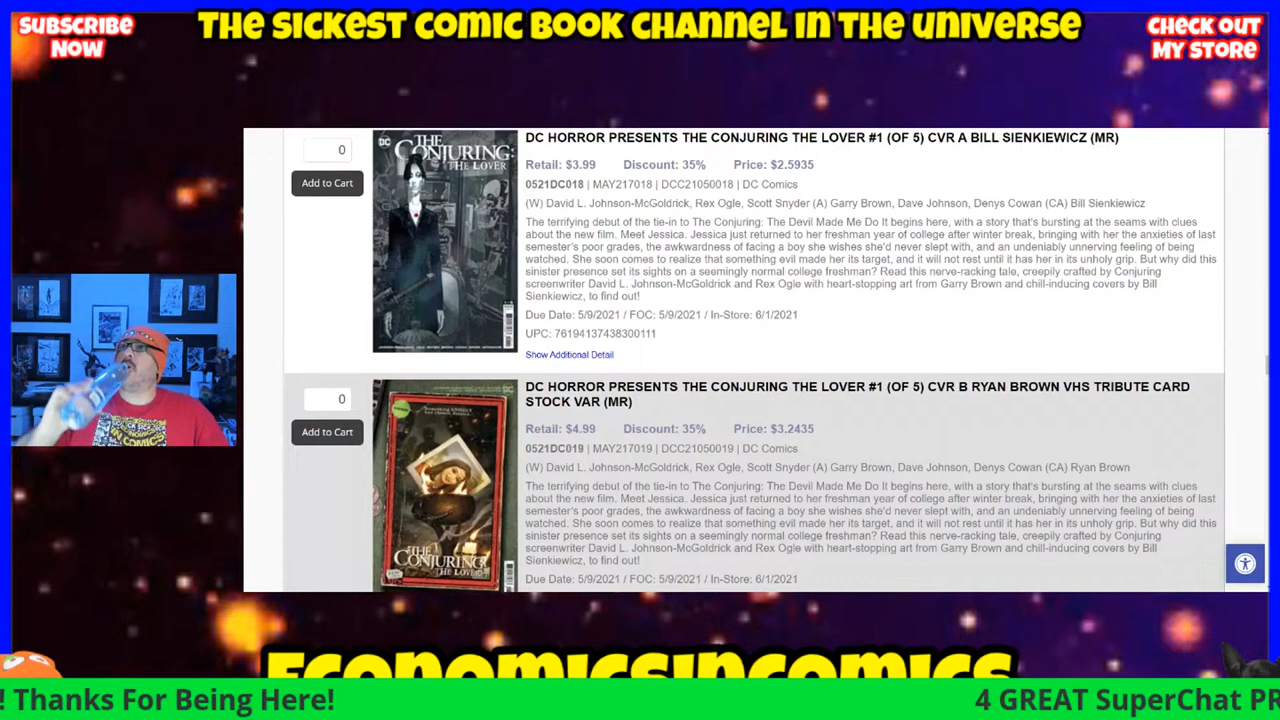 SUBSCRIBE
NOW
THE SICKEST COMIC BOOK CHANNEL IN THE UNIVERSE
CHECK OUT
MY STORE
0
Add to Cart
DC
THE
CONJURING:
THE LOVER
DC HORROR PRESENTS THE CONJURING THE LOVER #1 (OF 5) CVR A BILL SIENKIEWICZ (MR)
Retail: $3.99 Discount: 35% Price: $2.5935
0521DC018 | MAY217018 | DCC21050018 | DC Comics
(W) David L. Johnson-McGoldrick, Rex Ogle, Scott Snyder (A) Garry Brown, Dave Johnson, Denys Cowan (CA) Bill Sienkiewicz
The terrifying debut of the tie-in to The Conjuring: The Devil Made Me Do It begins here, with a story that's bursting at the seams with clues
about the new film. Meet Jessica. Jessica just returned to her freshman year of college after winter break, bringing with her the anxieties of last
semester's poor grades, the awkwardness of facing a boy she wishes she'd never slept with, and an undeniably unnerving feeling of being
watched. She soon comes to realize that something evil made her its target, and it will not rest until it has her in its unholy grip. But why did this
sinister presence set its sights on a seemingly normal college freshman? Read this nerve-racking tale, creepily crafted by Conjuring
screenwriter David L. Johnson-McGoldrick and Rex Ogle with heart-stopping art from Garry Brown and chill-inducing covers by Bill
Sienkiewicz, to find out!
Due Date: 5/9/2021 / FOC: 5/9/2021 / In-Store: 6/1/2021
UPC: 76194137438300111
Show Additional Detail
0
Add to Cart
THE
CONJURING
THE LOVER
DC HORROR PRESENTS THE CONJURING THE LOVER #1 (OF 5) CVR B RYAN BROWN VHS TRIBUTE CARD
STOCK VAR (MR)
Retail: $4.99 Discount: 35% Price: $3.2435
0521DC019 | MAY217019 | DCC21050019 | DC Comics
(W) David L. Johnson-McGoldrick, Rex Ogle, Scott Snyder (A) Garry Brown, Dave Johnson, Denys Cowan (CA) Ryan Brown
The terrifying debut of the tie-in to The Conjuring: The Devil Made Me Do It begins here, with a story that's bursting at the seams with clues
about the new film. Meet Jessica. Jessica just returned to her freshman year of college after winter break, bringing with her the anxieties of last
semester's poor grades, the awkwardness of facing a boy she wishes she'd never slept with, and an undeniably unnerving feeling of being
watched. She soon comes to realize that something evil made her its target, and it will not rest until it has her in its unholy grip. But why did this
sinister presence set its sights on a seemingly normal college freshman? Read this nerve-racking tale, creepily crafted by Conjuring
screenwriter David L. Johnson-McGoldrick and Rex Ogle with heart-stopping art from Garry Brown and chill-inducing covers by Bill
Sienkiewicz, to find out!
Due Date: 5/9/2021 / FOC: 5/9/2021 / In-Store: 6/1/2021
IN COMICS
ECONOMICSINCOMICS
! Thanks For Being Here!
4 GREAT SuperChat PR